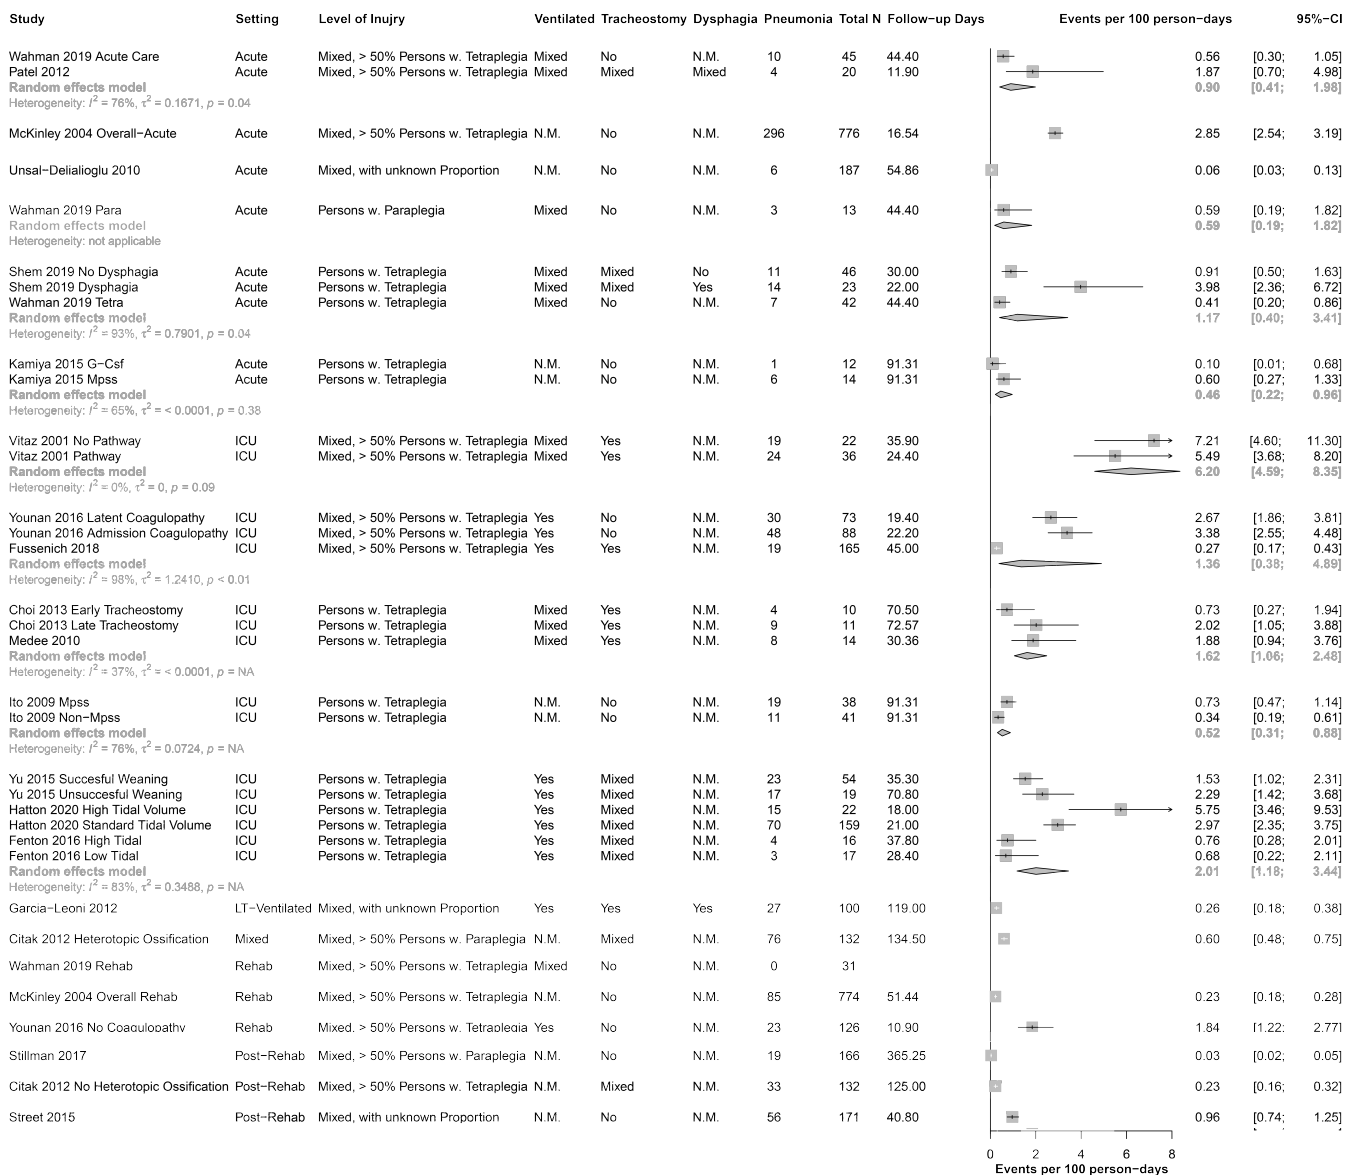 Study Setting Level of Inujry Ventilated Tracheostomy Dysphagia Pneumonia Total N Follow−up Days Events per 100 person−days 95%−CI
Wahman 2019 Acute Care Acute Mixed, > 50% Persons w. Tetraplegia Mixed No N.M. 10 45 44.40 0.56 [0.30; 1.05]
Patel 2012 Acute Mixed, > 50% Persons w. Tetraplegia Mixed Mixed Mixed 4 20 11.90 1.87 [0.70; 4.98]
Random effects model 0.90 [0.41; 1.98]
Heterogeneity: I² = 76%, τ² = 0.1671, p = 0.04
McKinley 2004 Overall−Acute Acute Mixed, > 50% Persons w. Tetraplegia N.M. No N.M. 296 776 16.54 2.85 [2.54; 3.19]
Unsal−Delialioglu 2010 Acute Mixed, with unknown Proportion N.M. No N.M. 6 187 54.86 0.06 [0.03; 0.13]
Wahman 2019 Para Acute Persons w. Paraplegia Mixed No N.M. 3 13 44.40 0.59 [0.19; 1.82]
Random effects model 0.59 [0.19; 1.82]
Heterogeneity: not applicable
Shem 2019 No Dysphagia Acute Persons w. Tetraplegia Mixed Mixed No 11 46 30.00 0.91 [0.50; 1.63]
Shem 2019 Dysphagia Acute Persons w. Tetraplegia Mixed Mixed Yes 14 23 22.00 3.98 [2.36; 6.72]
Wahman 2019 Tetra Acute Persons w. Tetraplegia Mixed No N.M. 7 42 44.40 0.41 [0.20; 0.86]
Random effects model 1.17 [0.40; 3.41]
Heterogeneity: I² = 93%, τ² = 0.7901, p = 0.04
Kamiya 2015 G−Csf Acute Persons w. Tetraplegia N.M. No N.M. 1 12 91.31 0.10 [0.01; 0.68]
Kamiya 2015 Mpss Acute Persons w. Tetraplegia N.M. No N.M. 6 14 91.31 0.60 [0.27; 1.33]
Random effects model 0.46 [0.22; 0.96]
Heterogeneity: I² = 65%, τ² = < 0.0001, p = 0.38
Vitaz 2001 No Pathway ICU Mixed, > 50% Persons w. Tetraplegia Mixed Yes N.M. 19 22 35.90 7.21 [4.60; 11.30]
Vitaz 2001 Pathway ICU Mixed, > 50% Persons w. Tetraplegia Mixed Yes N.M. 24 36 24.40 5.49 [3.68; 8.20]
Random effects model 6.20 [4.59; 8.35]
Heterogeneity: I² = 0%, τ² = 0, p = 0.09
Younan 2016 Latent Coagulopathy ICU Mixed, > 50% Persons w. Tetraplegia Yes No N.M. 30 73 19.40 2.67 [1.86; 3.81]
Younan 2016 Admission Coagulopathy ICU Mixed, > 50% Persons w. Tetraplegia Yes No N.M. 48 88 22.20 3.38 [2.55; 4.48]
Fussenich 2018 ICU Mixed, > 50% Persons w. Tetraplegia Yes Yes N.M. 19 165 45.00 0.27 [0.17; 0.43]
Random effects model 1.36 [0.38; 4.89]
Heterogeneity: I² = 98%, τ² = 1.2410, p < 0.01
Choi 2013 Early Tracheostomy ICU Persons w. Tetraplegia Mixed Yes N.M. 4 10 70.50 0.73 [0.27; 1.94]
Choi 2013 Late Tracheostomy ICU Persons w. Tetraplegia Mixed Yes N.M. 9 11 72.57 2.02 [1.05; 3.88]
Medee 2010 ICU Persons w. Tetraplegia Mixed Yes N.M. 8 14 30.36 1.88 [0.94; 3.76]
Random effects model 1.62 [1.06; 2.48]
Heterogeneity: I² = 37%, τ² = < 0.0001, p = NA
Ito 2009 Mpss ICU Persons w. Tetraplegia N.M. No N.M. 19 38 91.31 0.73 [0.47; 1.14]
Ito 2009 Non−Mpss ICU Persons w. Tetraplegia N.M. No N.M. 11 41 91.31 0.34 [0.19; 0.61]
Random effects model 0.52 [0.31; 0.88]
Heterogeneity: I² = 76%, τ² = 0.0724, p = NA
Yu 2015 Succesful Weaning ICU Persons w. Tetraplegia Yes Mixed N.M. 23 54 35.30 1.53 [1.02; 2.31]
Yu 2015 Unsuccesful Weaning ICU Persons w. Tetraplegia Yes Mixed N.M. 17 19 70.80 2.29 [1.42; 3.68]
Hatton 2020 High Tidal Volume ICU Persons w. Tetraplegia Yes Mixed N.M. 15 22 18.00 5.75 [3.46; 9.53]
Hatton 2020 Standard Tidal Volume ICU Persons w. Tetraplegia Yes Mixed N.M. 70 159 21.00 2.97 [2.35; 3.75]
Fenton 2016 High Tidal ICU Persons w. Tetraplegia Yes Mixed N.M. 4 16 37.80 0.76 [0.28; 2.01]
Fenton 2016 Low Tidal ICU Persons w. Tetraplegia Yes Mixed N.M. 3 17 28.40 0.68 [0.22; 2.11]
Random effects model 2.01 [1.18; 3.44]
Heterogeneity: I² = 83%, τ² = 0.3488, p = NA
Garcia−Leoni 2012 LT−Ventilated Mixed, with unknown Proportion Yes Yes Yes 27 100 119.00 0.26 [0.18; 0.38]
Citak 2012 Heterotopic Ossification Mixed Mixed, > 50% Persons w. Paraplegia N.M. Mixed N.M. 76 132 134.50 0.60 [0.48; 0.75]
Wahman 2019 Rehab Rehab Mixed, > 50% Persons w. Tetraplegia Mixed No N.M. 0 31
McKinley 2004 Overall Rehab Rehab Mixed, > 50% Persons w. Tetraplegia N.M. No N.M. 85 774 51.44 0.23 [0.18; 0.28]
Younan 2016 No Coagulopathy Rehab Mixed, > 50% Persons w. Tetraplegia Yes No N.M. 23 126 10.90 1.84 [1.22; 2.77]
Stillman 2017 Post−Rehab Mixed, > 50% Persons w. Paraplegia N.M. No N.M. 19 166 365.25 0.03 [0.02; 0.05]
Citak 2012 No Heterotopic Ossification Post−Rehab Mixed, > 50% Persons w. Paraplegia N.M. Mixed N.M. 33 132 125.00 0.23 [0.16; 0.32]
Street 2015 Post−Rehab Mixed, with unknown Proportion N.M. No N.M. 56 171 40.80 0.96 [0.74; 1.25]
0 2 4 6 8
Events per 100 person−days